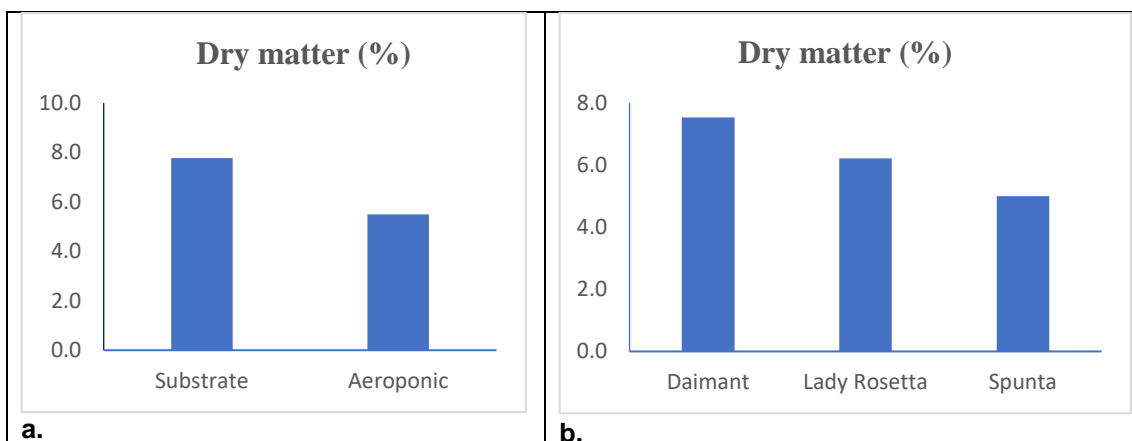 Dry matter (%)
10.0
8.0
6.0
4.0
2.0
0.0
Substrate Aeroponic
a.
Dry matter (%)
8.0
6.0
4.0
2.0
0.0
Daimant Lady Rosetta Spunta
b.